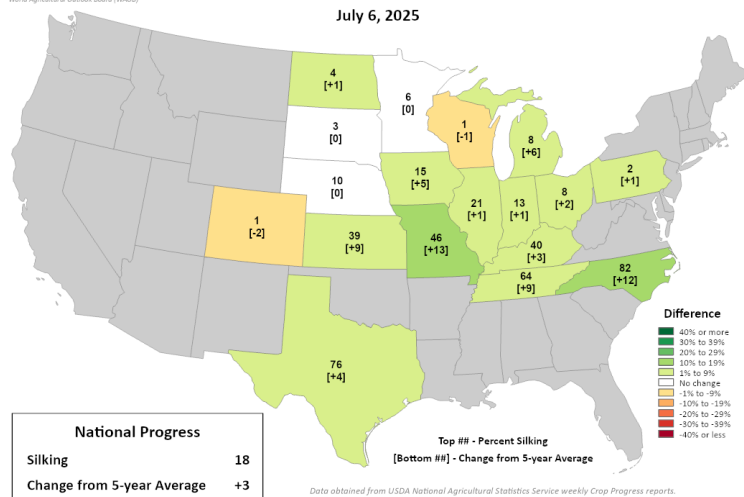 World Agricultural Outlook Board (WAOB)
July 6, 2025
4
[+1]
6
[0]
1
[-1]
3
[0]
8
[+6]
2
[+1]
15
[+5]
10
[0]
21
[+1]
13
[+1]
8
[+2]
1
[-2]
39
[+9]
46
[+13]
40
[+3]
64
[+9]
82
[+12]
76
[+4]
Difference
40% or more
30% to 39%
20% to 29%
10% to 19%
1% to 9%
No change
-1% to -9%
-10% to -19%
-20% to -29%
-30% to -39%
-40% or less
National Progress
Silking 18
Change from 5-year Average +3
Top ## - Percent Silking
[Bottom ##] - Change from 5-year Average
Data obtained from USDA National Agricultural Statistics Service weekly Crop Progress reports.